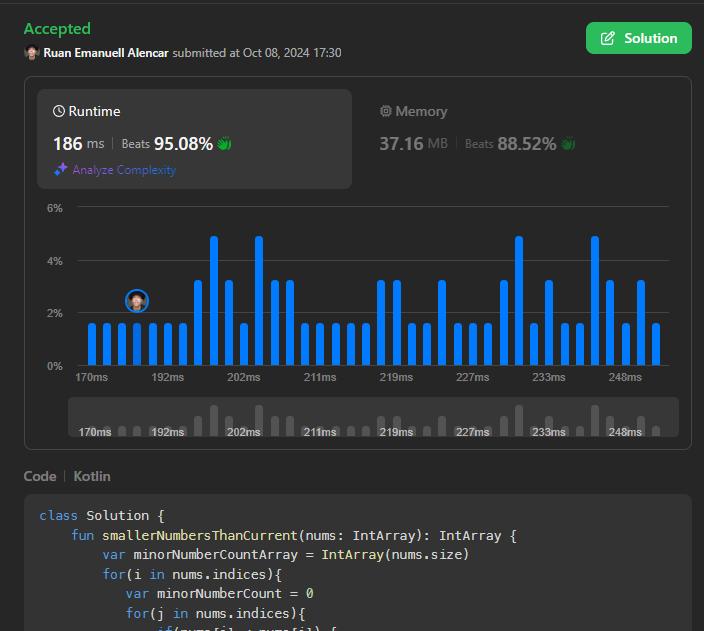 Accepted
Solution
Ruan Emanuell Alencar submitted at Oct 08, 2024 17:30
Runtime
Memory
186 ms | Beats 95.08%
37.16 MB | Beats 88.52%
Analyze Complexity
6%
4%
2%
0%
170ms 192ms 202ms 211ms 219ms 227ms 233ms 248ms
170ms 192ms 202ms 211ms 219ms 227ms 233ms 248ms
Code | Kotlin
class Solution {
    fun smallerNumbersThanCurrent(nums: IntArray): IntArray {
        var minorNumberCountArray = IntArray(nums.size)
        for(i in nums.indices){
           var minorNumberCount = 0
           for(j in nums.indices){